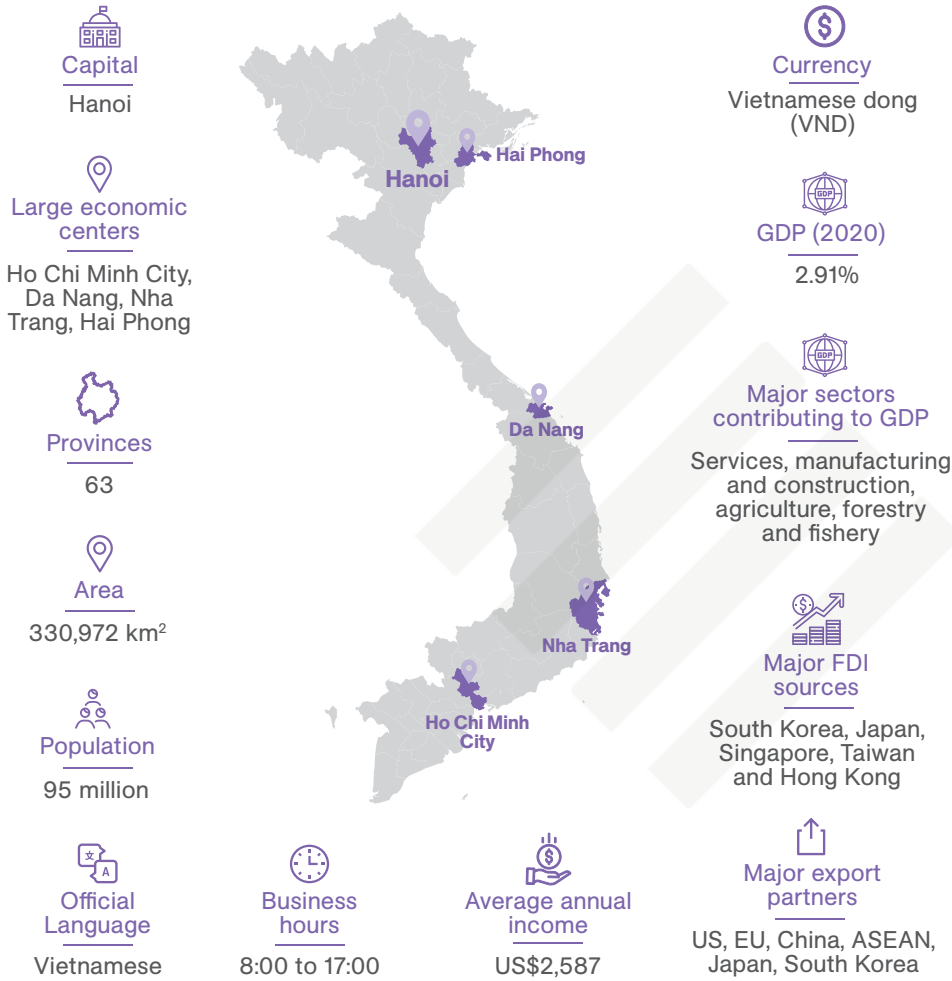 Capital
Hanoi
Large economic
centers
Ho Chi Minh City,
Da Nang, Nha
Trang, Hai Phong
Provinces
63
Area
330,972 km²
Population
95 million
Official
Language
Vietnamese
Business
hours
8:00 to 17:00
Average annual
income
US$2,587
Hanoi
Hai Phong
Da Nang
Nha Trang
Ho Chi Minh
City
Currency
Vietnamese dong
(VND)
GDP
GDP (2020)
2.91%
GDP
Major sectors
contributing to GDP
Services, manufacturing
and construction,
agriculture, forestry
and fishery
Major FDI
sources
South Korea, Japan,
Singapore, Taiwan
and Hong Kong
Major export
partners
US, EU, China, ASEAN,
Japan, South Korea
文
A
$
$
$